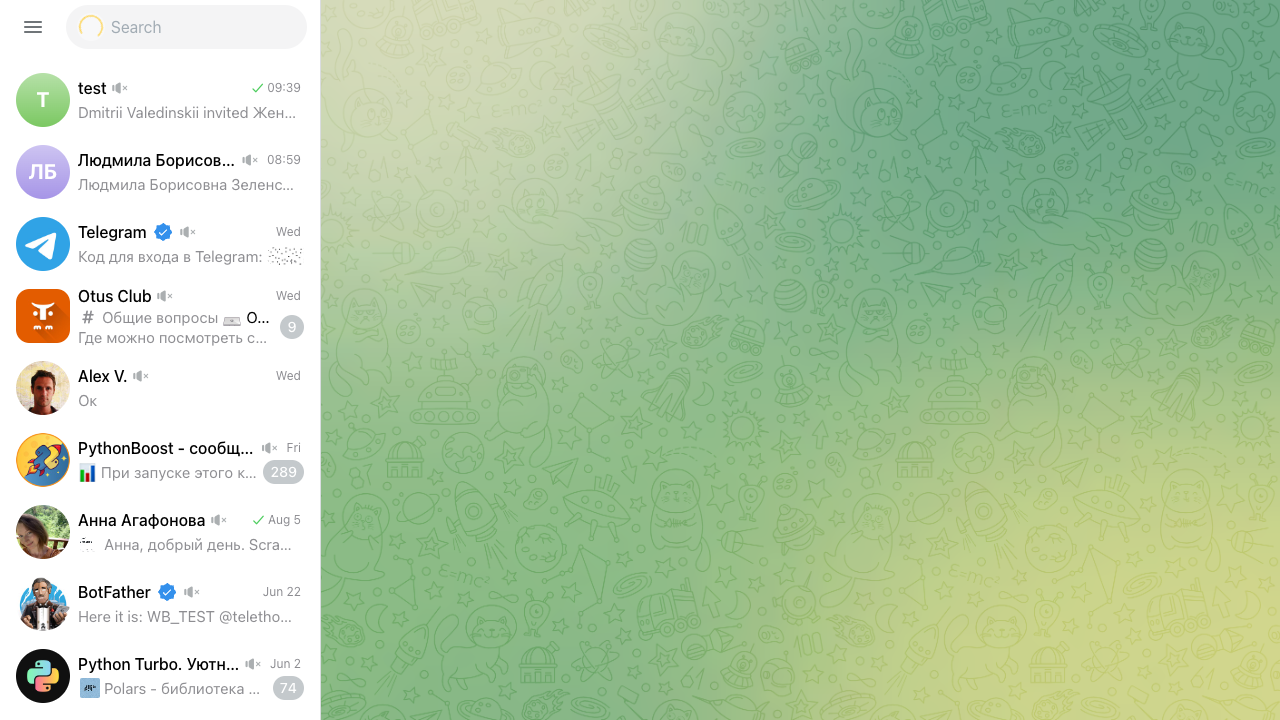 Search
test 09:39
Dmitrii Valedinskii invited Жен...
ЛБ Людмила Борисов... 08:59
Людмила Борисовна Зеленс...
Telegram Wed
Код для входа в Telegram:
Otus Club Wed
# Общие вопросы О...
Где можно посмотреть с... 9
Alex V. Wed
Ок
PythonBoost - сообщ... Fri
При запуске этого к... 289
Анна Агафонова Aug 5
Анна, добрый день. Scra...
BotFather Jun 22
Here it is: WB_TEST @teletho...
Python Turbo. Уютн... Jun 2
Polars - библиотека ... 74
T